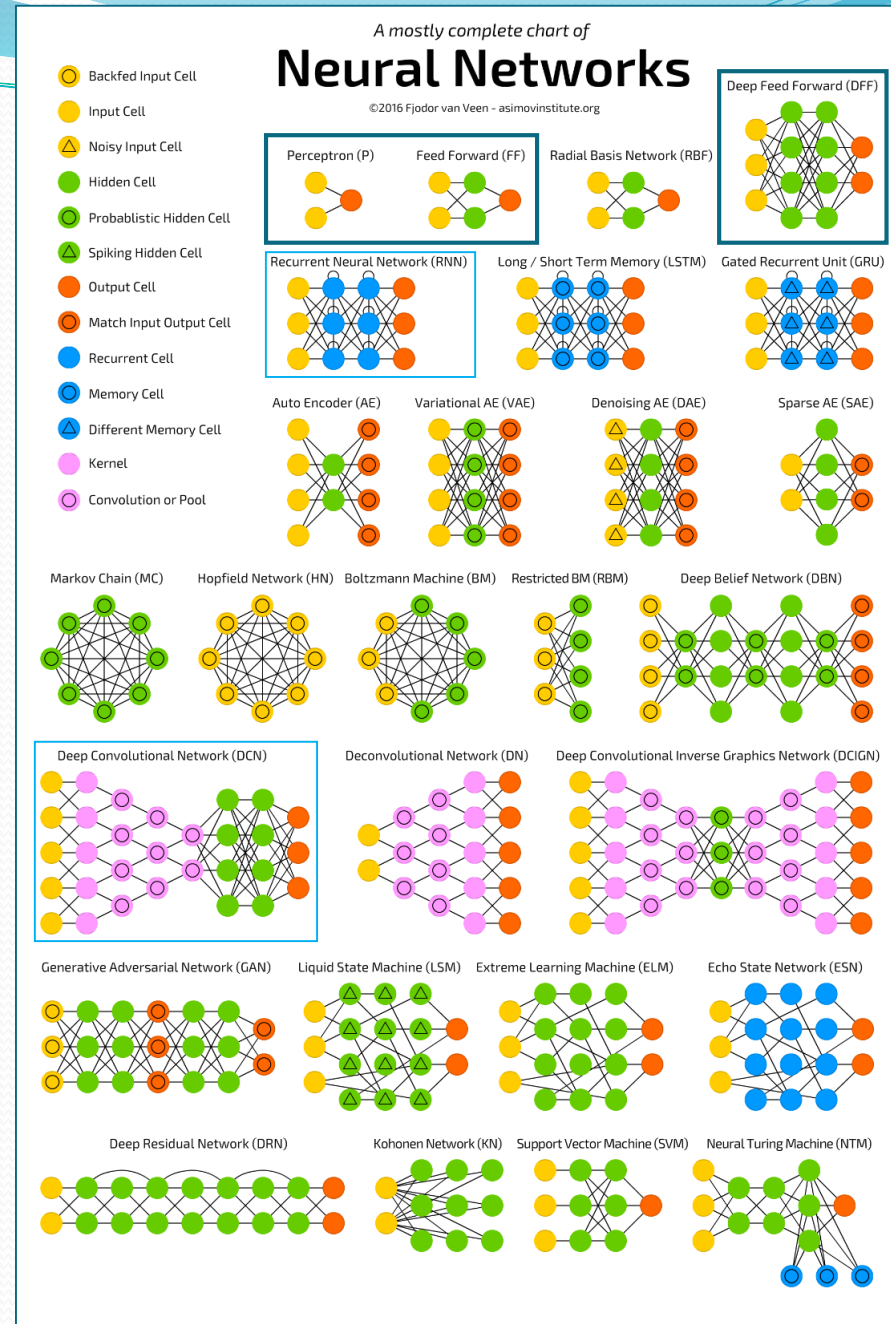 A mostly complete chart of
Neural Networks
©2016 Fjodor van Veen - asimovinstitute.org
Backfed Input Cell
Input Cell
Noisy Input Cell
Hidden Cell
Probablistic Hidden Cell
Spiking Hidden Cell
Output Cell
Match Input Output Cell
Recurrent Cell
Memory Cell
Different Memory Cell
Kernel
Convolution or Pool
Deep Feed Forward (DFF)
Perceptron (P)
Feed Forward (FF)
Radial Basis Network (RBF)
Recurrent Neural Network (RNN)
Long / Short Term Memory (LSTM)
Gated Recurrent Unit (GRU)
Auto Encoder (AE)
Variational AE (VAE)
Denoising AE (DAE)
Sparse AE (SAE)
Markov Chain (MC)
Hopfield Network (HN)
Boltzmann Machine (BM)
Restricted BM (RBM)
Deep Belief Network (DBN)
Deep Convolutional Network (DCN)
Deconvolutional Network (DN)
Deep Convolutional Inverse Graphics Network (DCIGN)
Generative Adversarial Network (GAN)
Liquid State Machine (LSM)
Extreme Learning Machine (ELM)
Echo State Network (ESN)
Deep Residual Network (DRN)
Kohonen Network (KN)
Support Vector Machine (SVM)
Neural Turing Machine (NTM)